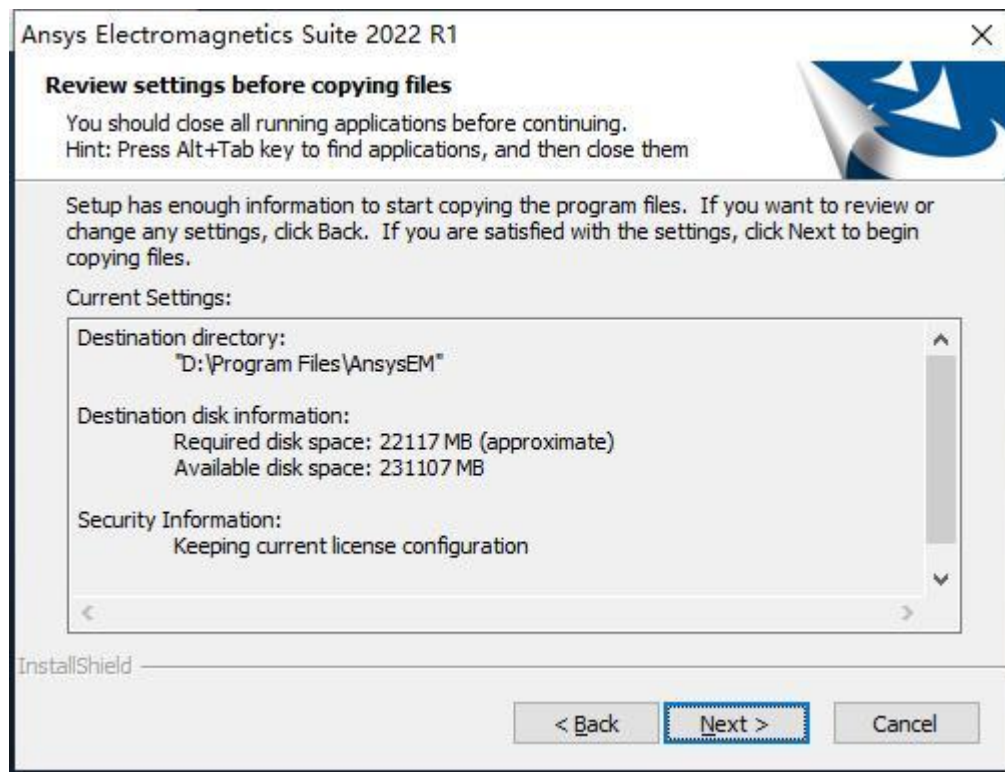 Ansys Electromagnetics Suite 2022 R1
Review settings before copying files
You should close all running applications before continuing.
Hint: Press Alt+Tab key to find applications, and then close them
Setup has enough information to start copying the program files.  If you want to review or
change any settings, click Back.  If you are satisfied with the settings, click Next to begin
copying files.
Current Settings:
Destination directory:
"D:\Program Files\AnsysEM"
Destination disk information:
Required disk space: 22117 MB (approximate)
Available disk space: 231107 MB
Security Information:
Keeping current license configuration
InstallShield
< Back
Next >
Cancel